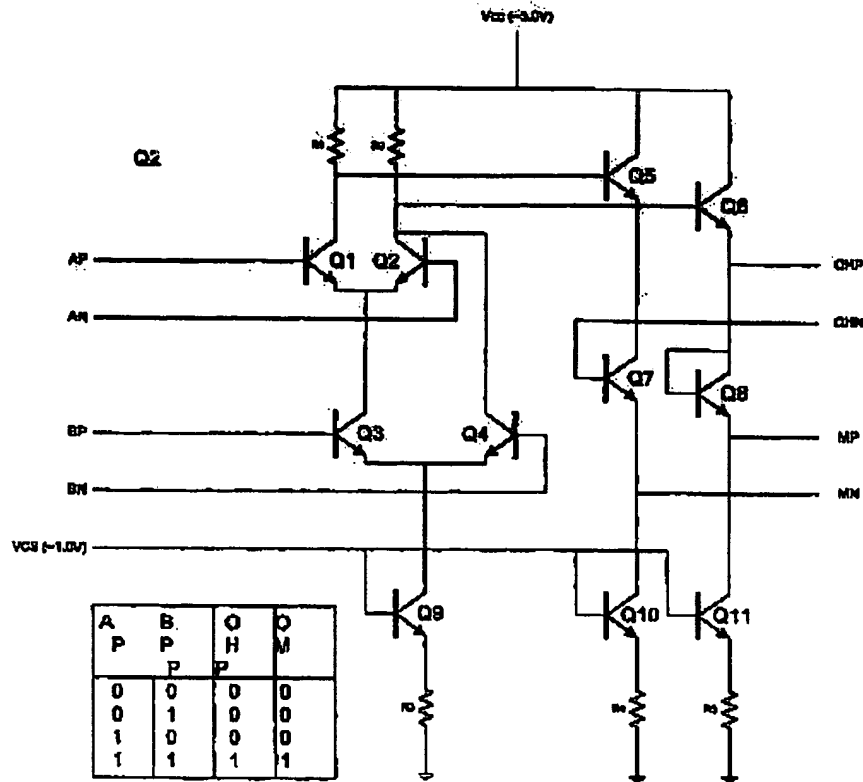 Vcc (~3.0V)
Q2
Q5
Q6
AP
Q1
Q2
OHP
AN
OHN
Q7
Q8
BP
Q3
Q4
MP
BN
MN
VCS (~1.0V)
Q9
Q10
Q11
A B. O O
P P H M
P P
0 0 0 0
0 1 0 0
1 0 0 0
1 1 1 1